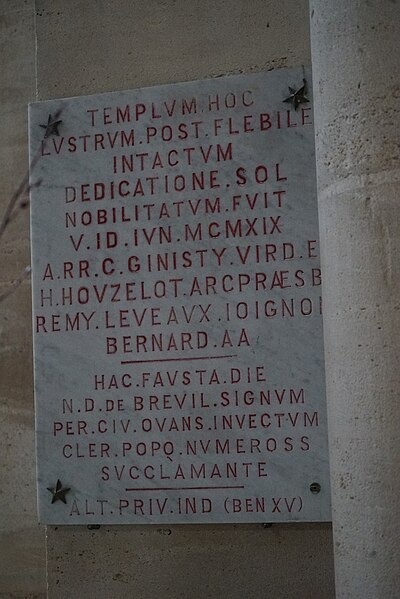 TEMPLVM HOC
LVSTRVM.POST.FLEBILE
INTACTVM
DEDICATIONE.SOL
NOBILITATVM.FVIT
V.ID.IVN.MCMXIX
A.RR.C.GINISTY.VIRD.E
H.HOVZELOT.ARCPRÆSB
REMY.LEVEAVX.IOIGNO
BERNARD.AA
HAC.FAVSTA.DIE
N.D.DE BREVIL.SIGNVM
PER.CIV.OVANS.INVECTVM
CLER.POPQ.NVMEROSS
SVCCLAMANTE
ALT.PRIV.IND (BEN XV)